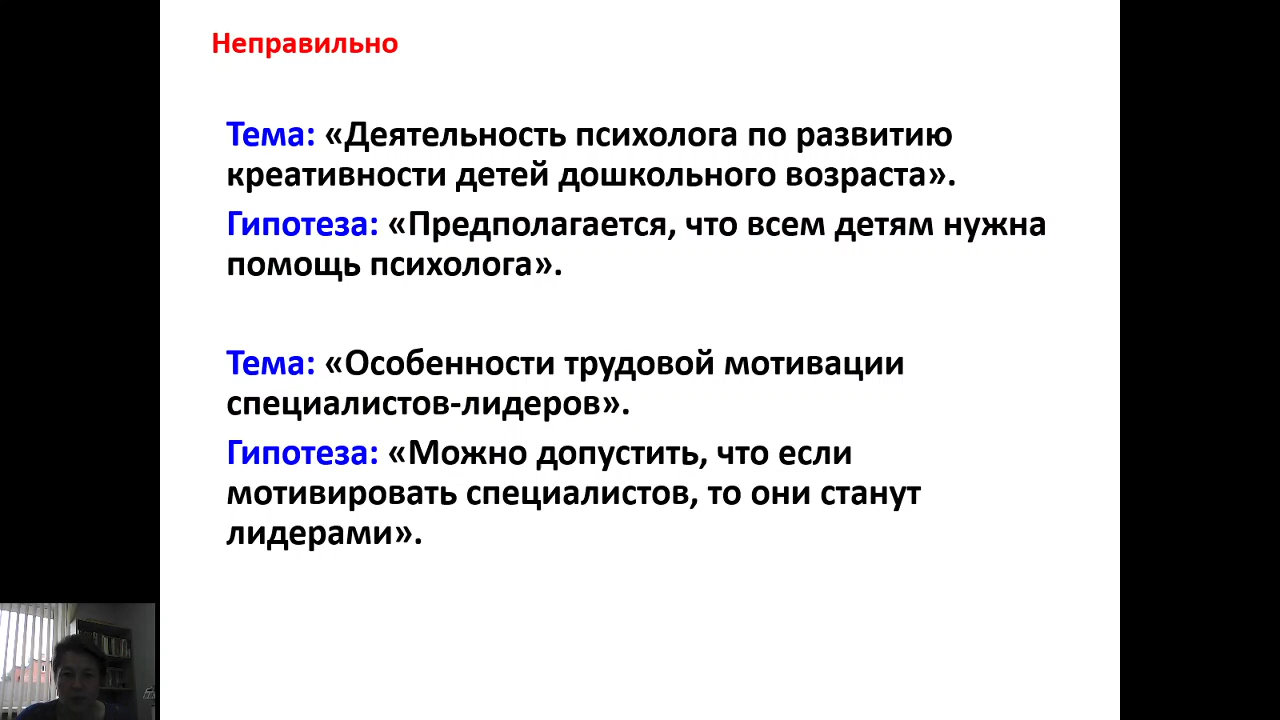 Неправильно
Тема: «Деятельность психолога по развитию
креативности детей дошкольного возраста».
Гипотеза: «Предполагается, что всем детям нужна
помощь психолога».
Тема: «Особенности трудовой мотивации
специалистов-лидеров».
Гипотеза: «Можно допустить, что если
мотивировать специалистов, то они станут
лидерами».